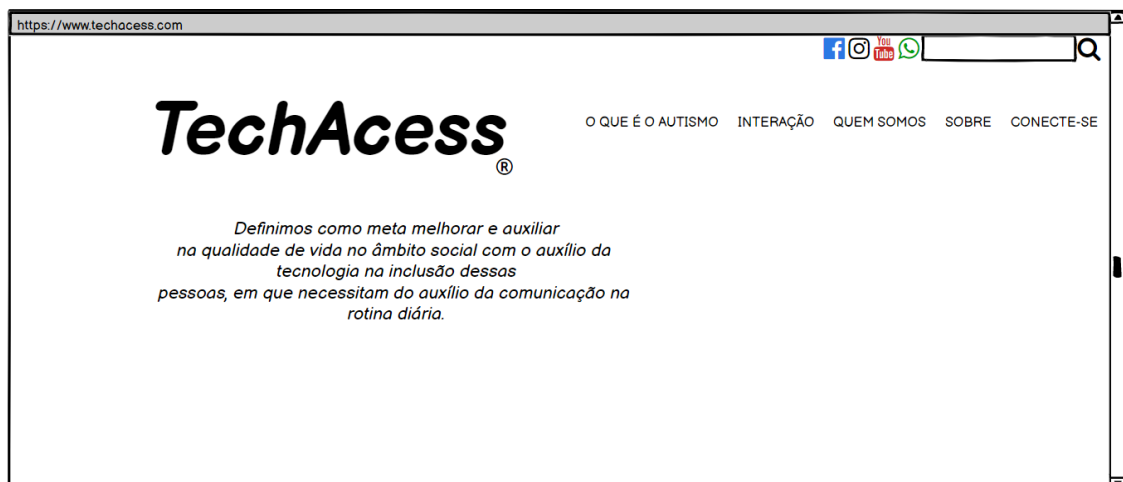 https://www.techacess.com
You
Tube
TechAcess
®
O QUE É O AUTISMO INTERAÇÃO QUEM SOMOS SOBRE CONECTE-SE
Definimos como meta melhorar e auxiliar
na qualidade de vida no âmbito social com o auxílio da
tecnologia na inclusão dessas
pessoas, em que necessitam do auxílio da comunicação na
rotina diária.